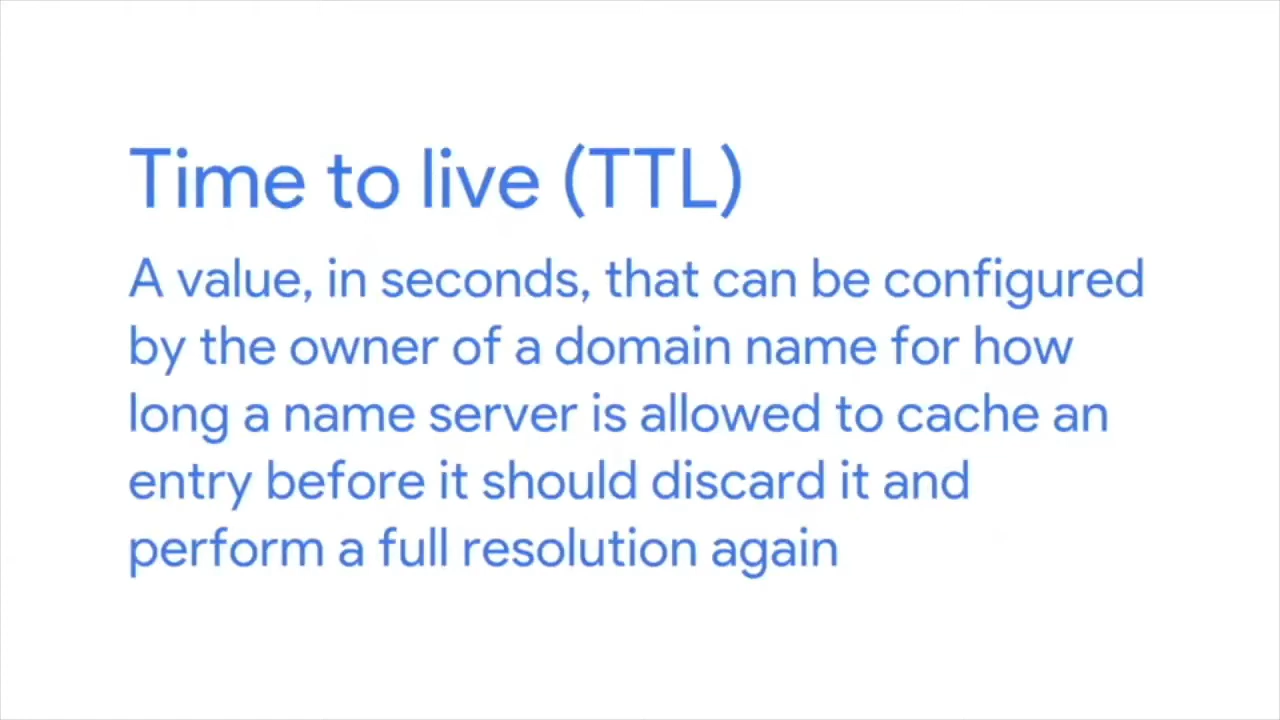 Time to live (TTL)
A value, in seconds, that can be configured
by the owner of a domain name for how
long a name server is allowed to cache an
entry before it should discard it and
perform a full resolution again